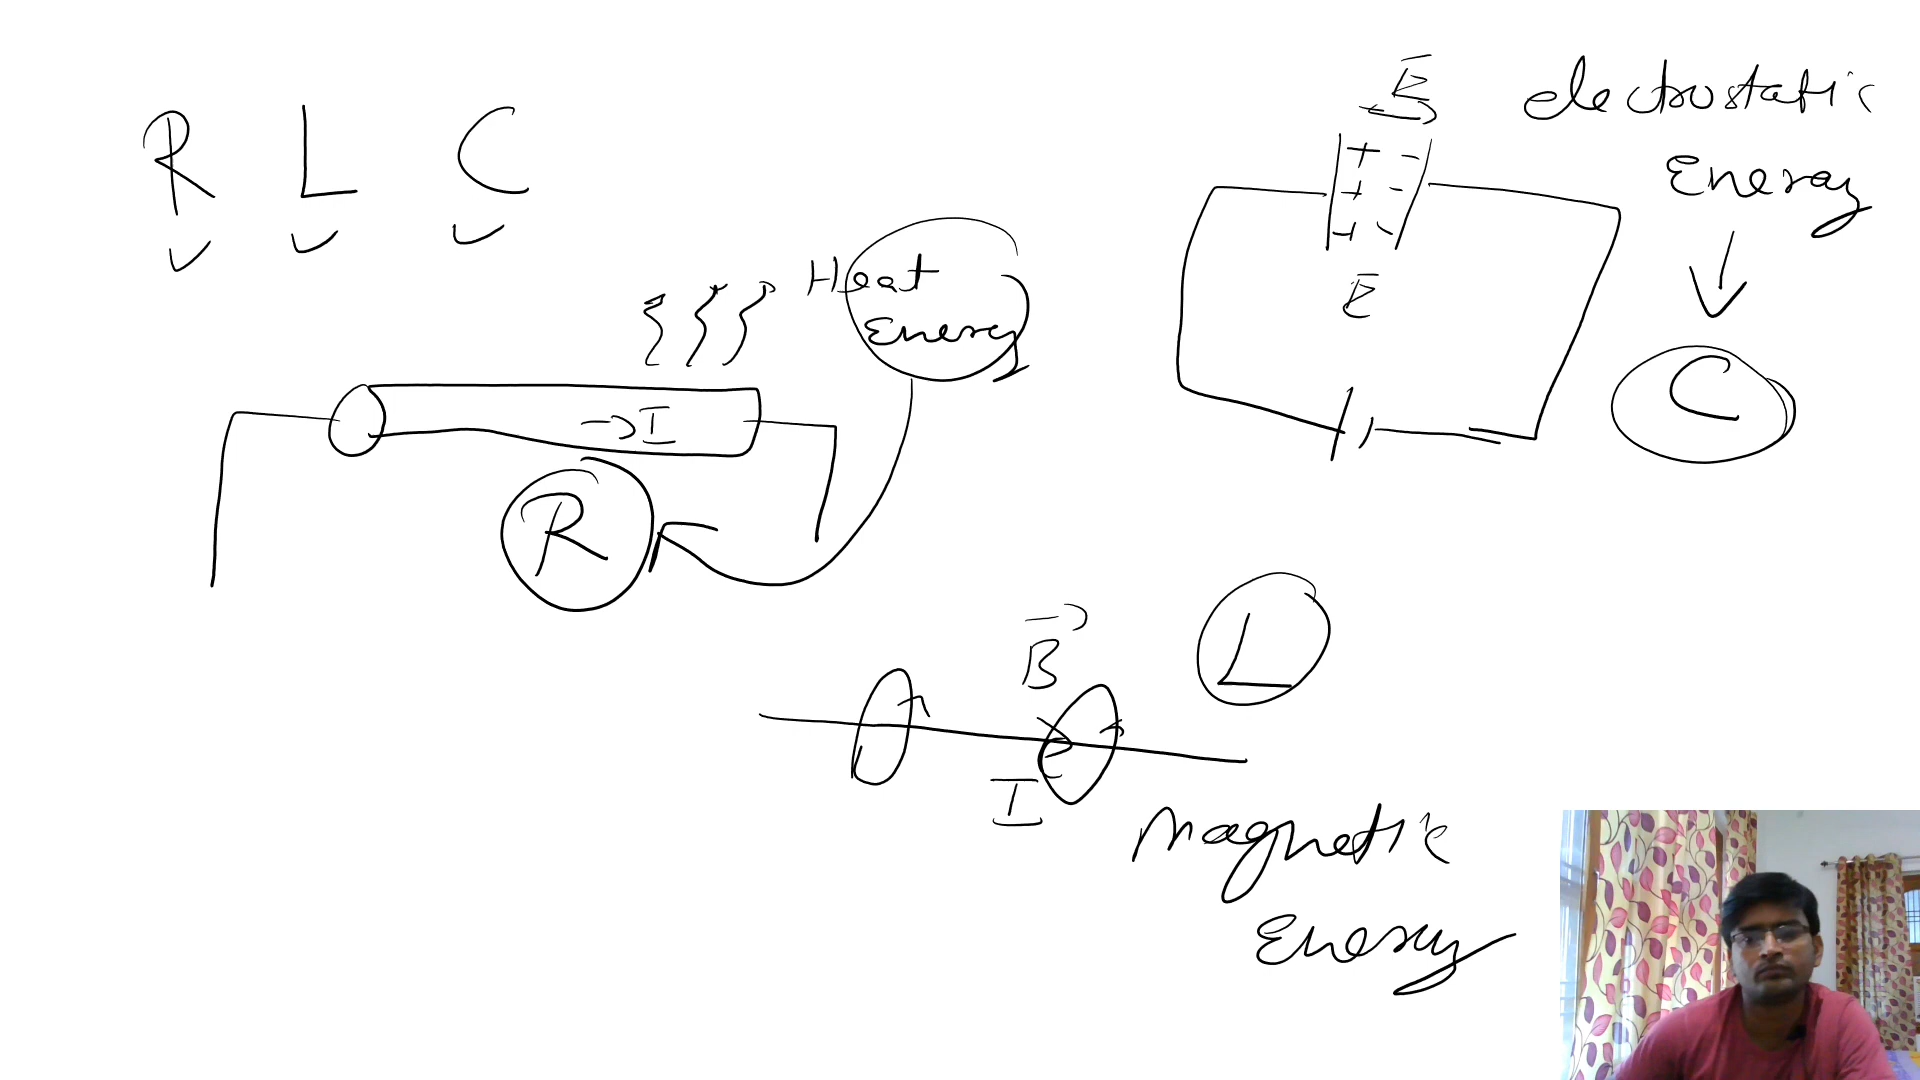 R L C
Heat
Energy
→I
R
E
electrostatic
Energy
+ -
+ -
+ -
E
C
B
L
I
Magnetic
Energy